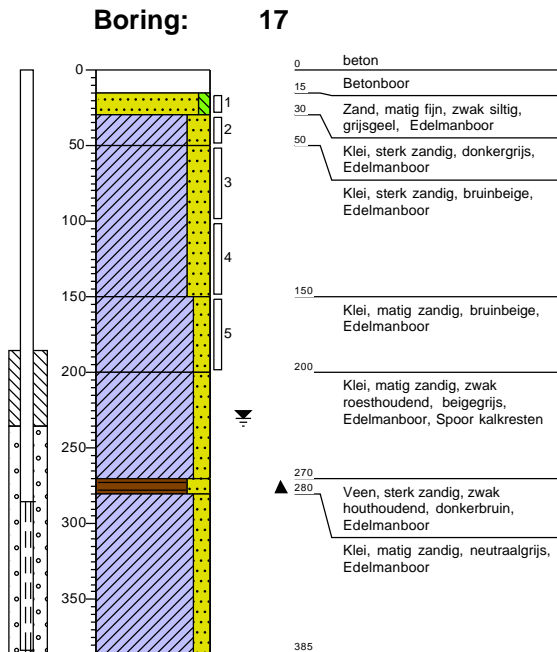 Boring: 17
0
50
100
150
200
250
300
350
1
2
3
4
5
0
beton
15
Betonboor
30
Zand, matig fijn, zwak siltig,
grijsgeel, Edelmanboor
50
Klei, sterk zandig, donkergrijs,
Edelmanboor
Klei, sterk zandig, bruinbeige,
Edelmanboor
150
Klei, matig zandig, bruinbeige,
Edelmanboor
200
Klei, matig zandig, zwak
roesthoudend, beigegrijs,
Edelmanboor, Spoor kalkresten
270
280
Veen, sterk zandig, zwak
houthoudend, donkerbruin,
Edelmanboor
Klei, matig zandig, neutraalgrijs,
Edelmanboor
385